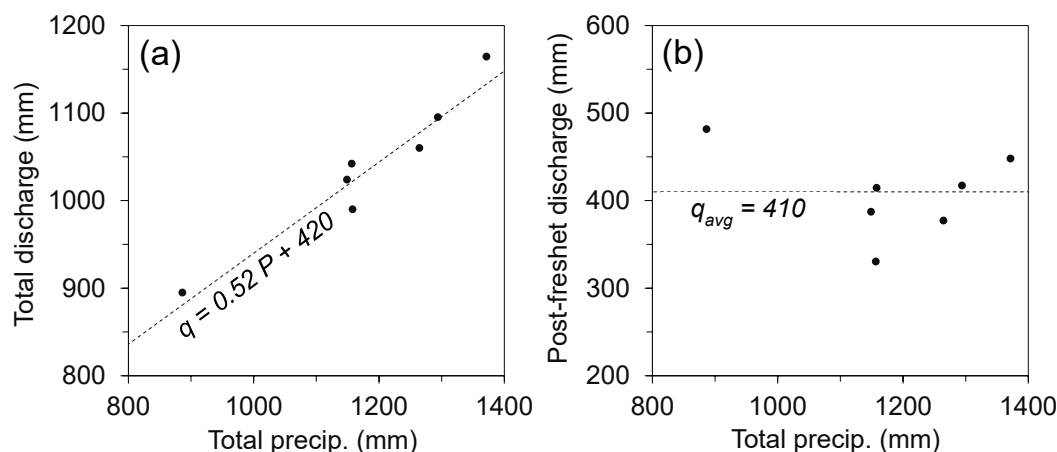 (a)
1200
1100
1000
900
800
Total discharge (mm)
q = 0.52 P + 420
800 1000 1200 1400
Total precip. (mm)
(b)
600
500
400
300
200
Post-freshet discharge (mm)
qavg = 410
800 1000 1200 1400
Total precip. (mm)